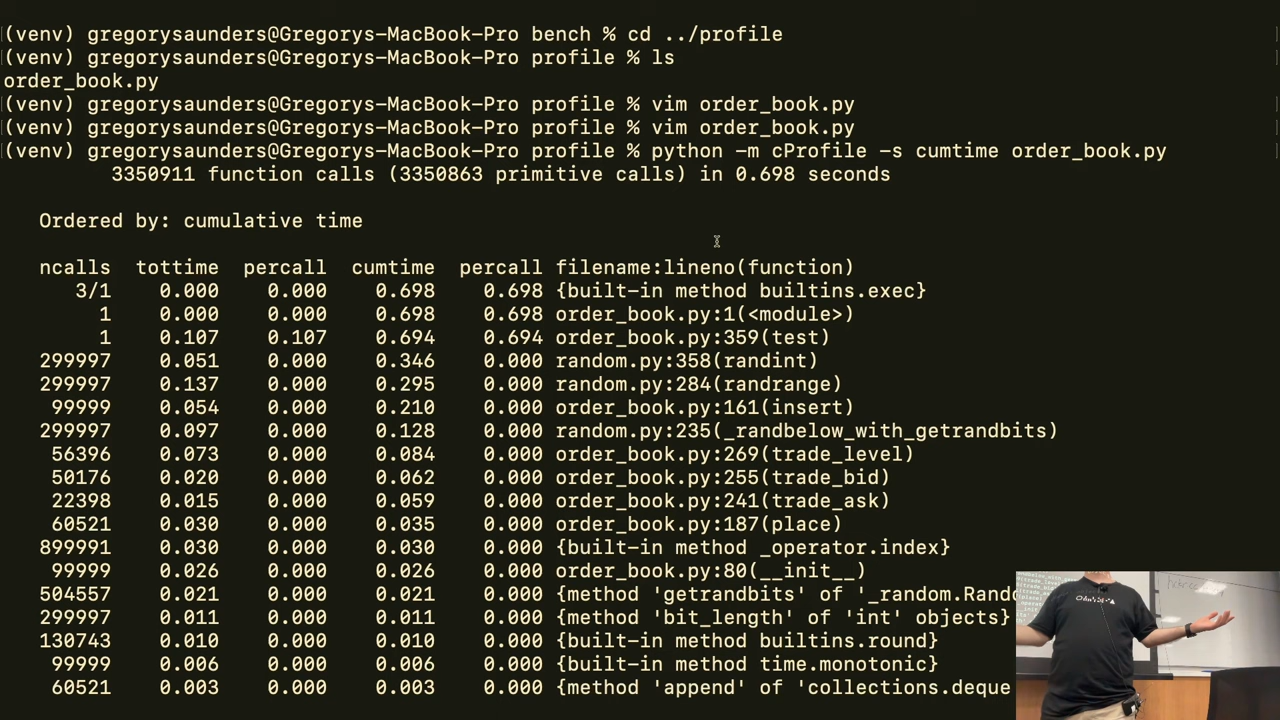 (venv) gregorysaunders@Gregorys-MacBook-Pro bench % cd ../profile
(venv) gregorysaunders@Gregorys-MacBook-Pro profile % ls
order_book.py
(venv) gregorysaunders@Gregorys-MacBook-Pro profile % vim order_book.py
(venv) gregorysaunders@Gregorys-MacBook-Pro profile % vim order_book.py
(venv) gregorysaunders@Gregorys-MacBook-Pro profile % python -m cProfile -s cumtime order_book.py
3350911 function calls (3350863 primitive calls) in 0.698 seconds
Ordered by: cumulative time
ncalls tottime percall cumtime percall filename:lineno(function)
3/1 0.000 0.000 0.698 0.698 {built-in method builtins.exec}
1 0.000 0.000 0.698 0.698 order_book.py:1(<module>)
1 0.107 0.107 0.694 0.694 order_book.py:359(test)
299997 0.051 0.000 0.346 0.000 random.py:358(randint)
299997 0.137 0.000 0.295 0.000 random.py:284(randrange)
99999 0.054 0.000 0.210 0.000 order_book.py:161(insert)
299997 0.097 0.000 0.128 0.000 random.py:235(_randbelow_with_getrandbits)
56396 0.073 0.000 0.084 0.000 order_book.py:269(trade_level)
50176 0.020 0.000 0.062 0.000 order_book.py:255(trade_bid)
22398 0.015 0.000 0.059 0.000 order_book.py:241(trade_ask)
60521 0.030 0.000 0.035 0.000 order_book.py:187(place)
899991 0.030 0.000 0.030 0.000 {built-in method _operator.index}
99999 0.026 0.000 0.026 0.000 order_book.py:80(__init__)
504557 0.021 0.000 0.021 0.000 {method 'getrandbits' of '_random.Rando
299997 0.011 0.000 0.011 0.000 {method 'bit_length' of 'int' objects}
130743 0.010 0.000 0.010 0.000 {built-in method builtins.round}
99999 0.006 0.000 0.006 0.000 {built-in method time.monotonic}
60521 0.003 0.000 0.003 0.000 {method 'append' of 'collections.deque